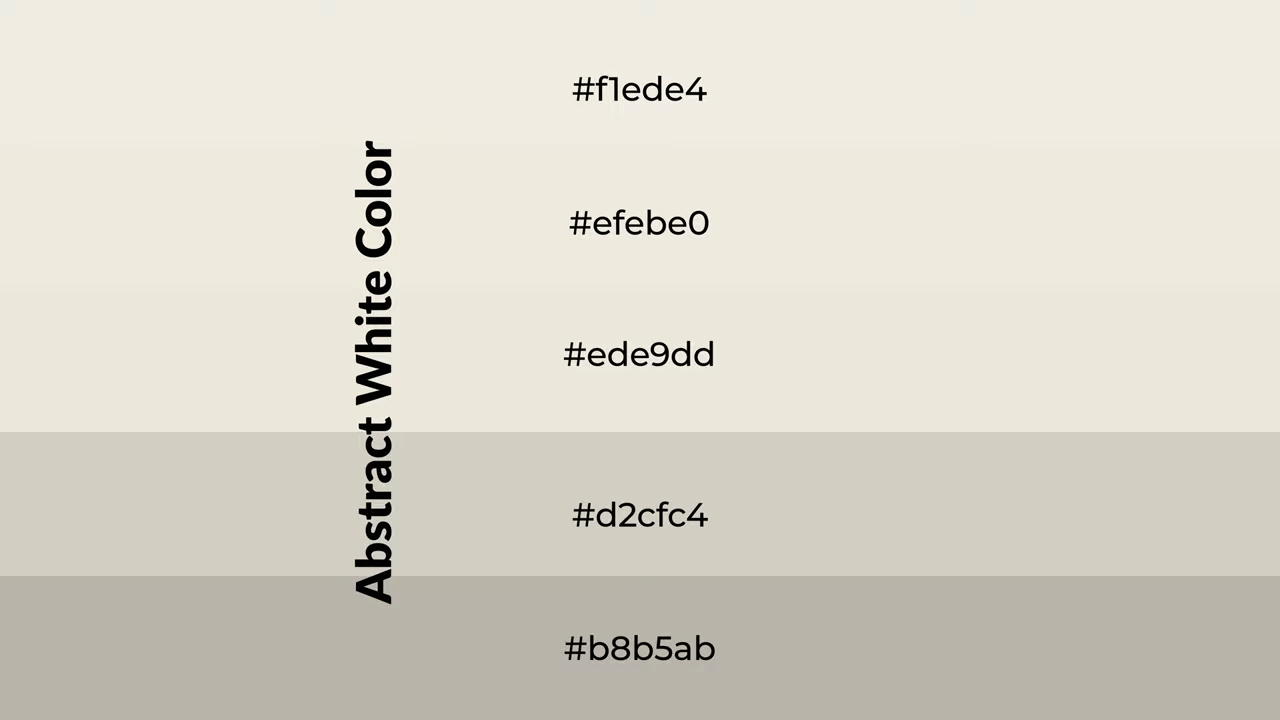 Abstract White Color
#f1ede4
#efebe0
#ede9dd
#d2cfc4
#b8b5ab